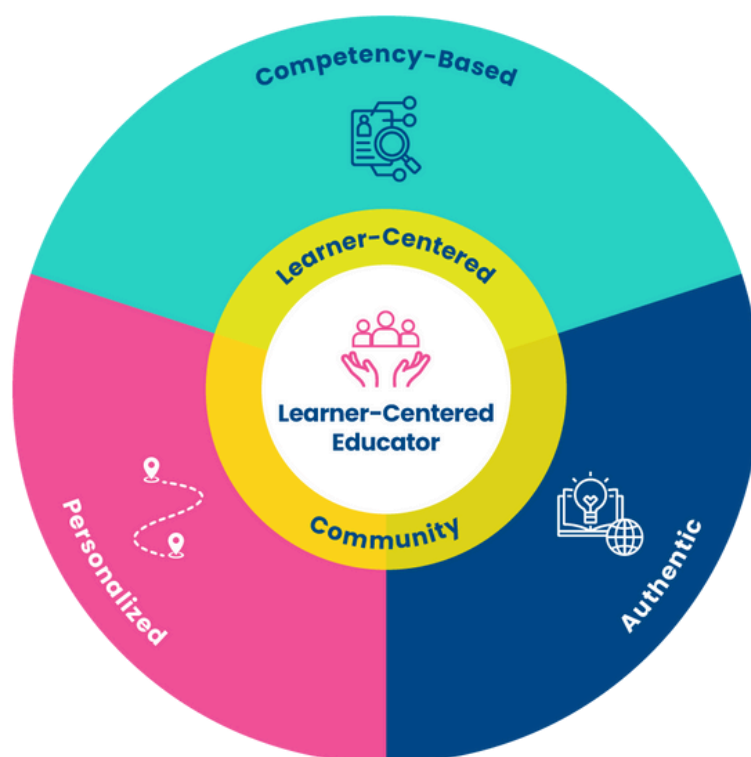 Competency-Based
Learner-Centered
Learner-Centered
Educator
Community
Personalized
Authentic